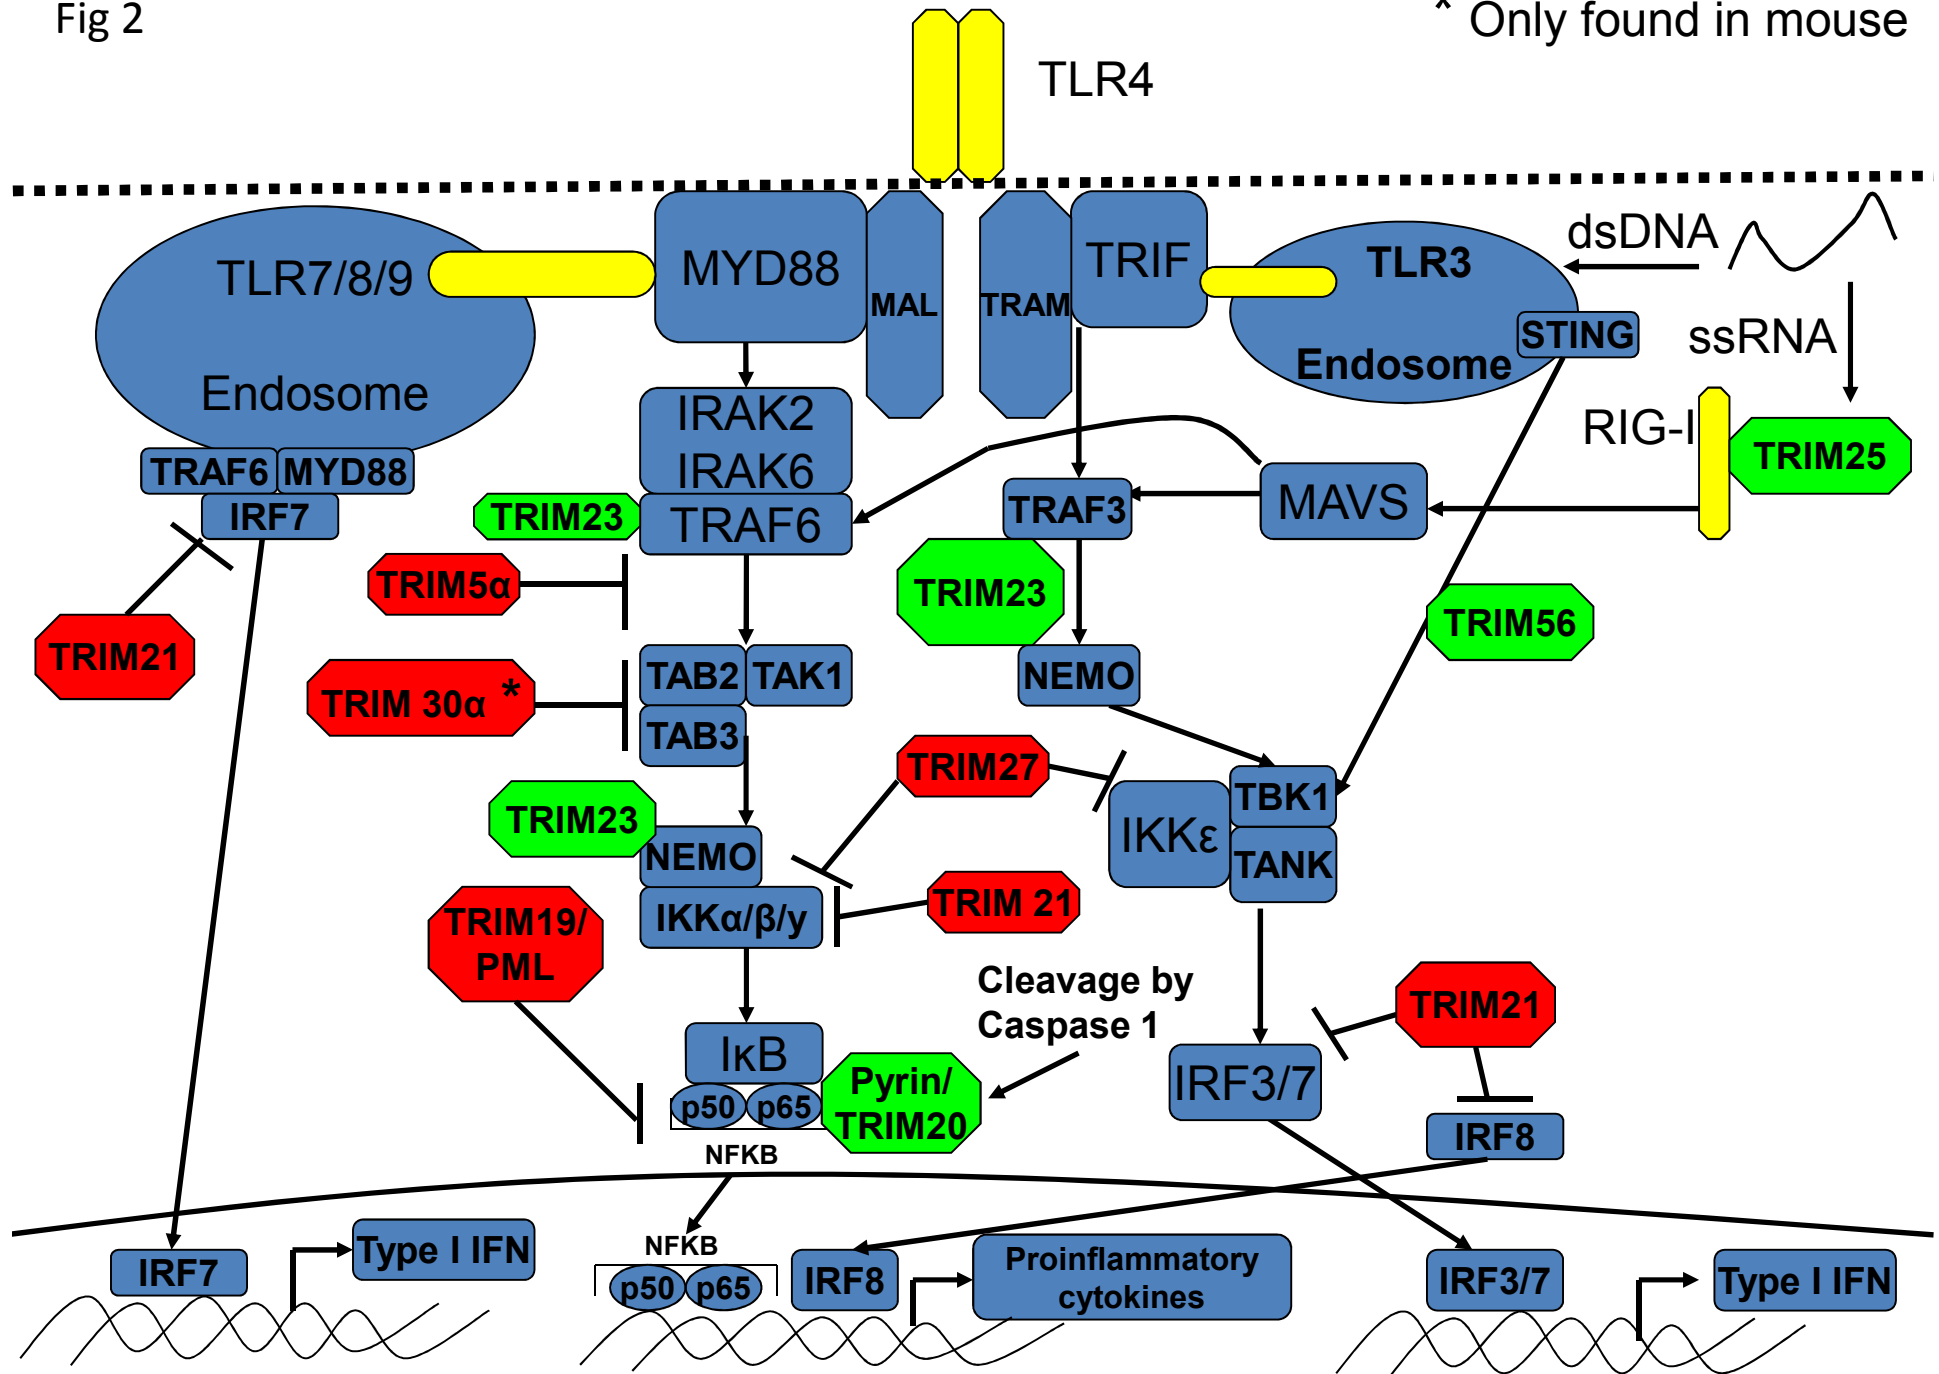 Fig 2
* Only found in mouse
TLR4
TLR7/8/9
Endosome
MYD88
MAL
TRAM
TRIF
TLR3
Endosome
STING
dsDNA
ssRNA
RIG-I
TRIM25
IRAK2
IRAK6
TRAF6
TRAF6
MYD88
IRF7
TRIM23
TRIM5α
TRIM21
TRIM 30α *
TRAF3
MAVS
TRIM23
TRIM56
NEMO
TAB2
TAK1
TAB3
TRIM27
TRIM23
NEMO
IKKα/β/y
TRIM 21
IKKε
TBK1
TANK
TRIM19/
PML
Cleavage by
Caspase 1
TRIM21
IκB
p50
p65
Pyrin/
TRIM20
NFKB
IRF3/7
IRF8
IRF7
Type I IFN
NFKB
p50
p65
IRF8
Proinflammatory
cytokines
IRF3/7
Type I IFN